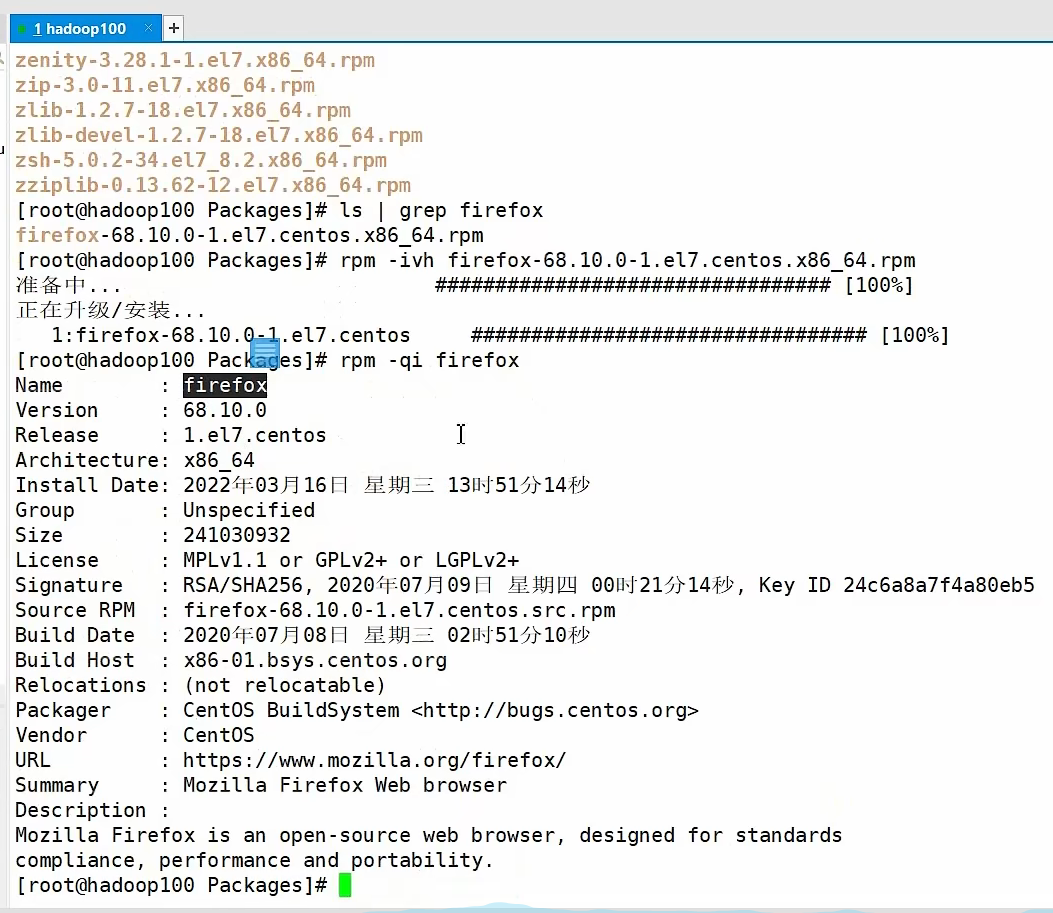 1 hadoop100 × +
zenity-3.28.1-1.el7.x86_64.rpm
zip-3.0-11.el7.x86_64.rpm
zlib-1.2.7-18.el7.x86_64.rpm
zlib-devel-1.2.7-18.el7.x86_64.rpm
zsh-5.0.2-34.el7_8.2.x86_64.rpm
zziplib-0.13.62-12.el7.x86_64.rpm
[root@hadoop100 Packages]# ls | grep firefox
firefox-68.10.0-1.el7.centos.x86_64.rpm
[root@hadoop100 Packages]# rpm -ivh firefox-68.10.0-1.el7.centos.x86_64.rpm
准备中...                          ################################# [100%]
正在升级/安装...
   1:firefox-68.10.0-1.el7.centos     ################################# [100%]
[root@hadoop100 Packages]# rpm -qi firefox
Name        : firefox
Version     : 68.10.0
Release     : 1.el7.centos
Architecture: x86_64
Install Date: 2022年03月16日 星期三 13时51分14秒
Group       : Unspecified
Size        : 241030932
License     : MPLv1.1 or GPLv2+ or LGPLv2+
Signature   : RSA/SHA256, 2020年07月09日 星期四 00时21分14秒, Key ID 24c6a8a7f4a80eb5
Source RPM  : firefox-68.10.0-1.el7.centos.src.rpm
Build Date  : 2020年07月08日 星期三 02时51分10秒
Build Host  : x86-01.bsys.centos.org
Relocations : (not relocatable)
Packager    : CentOS BuildSystem <http://bugs.centos.org>
Vendor      : CentOS
URL         : https://www.mozilla.org/firefox/
Summary     : Mozilla Firefox Web browser
Description :
Mozilla Firefox is an open-source web browser, designed for standards
compliance, performance and portability.
[root@hadoop100 Packages]#